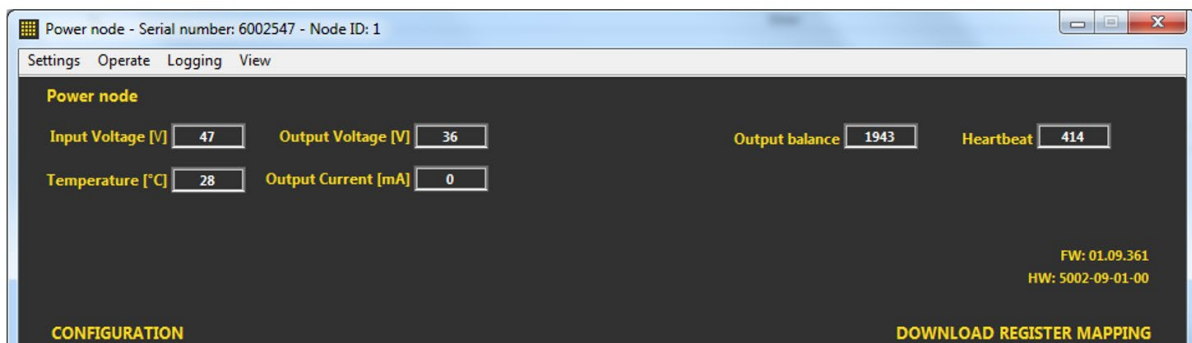 Power node - Serial number: 6002547 - Node ID: 1
Settings Operate Logging View
Power node
Input Voltage [V] 47 Output Voltage [V] 36 Output balance 1943 Heartbeat 414
Temperature [°C] 28 Output Current [mA] 0
FW: 01.09.361
HW: 5002-09-01-00
CONFIGURATION DOWNLOAD REGISTER MAPPING